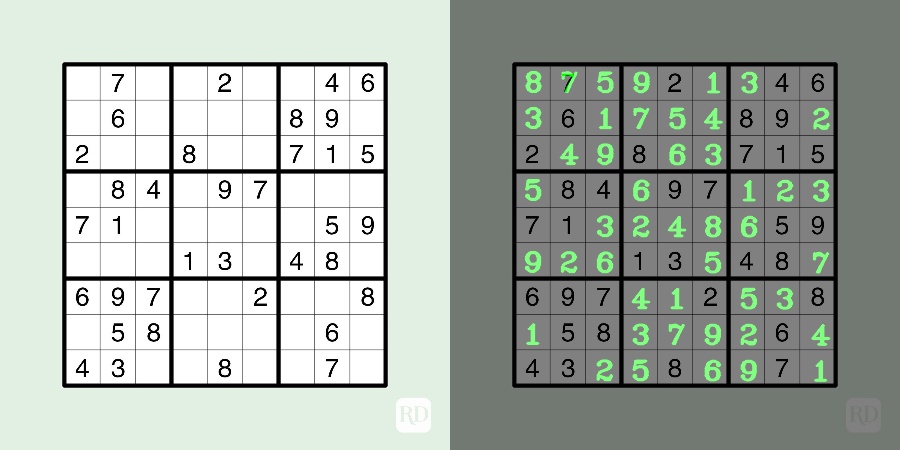 7 2 4 6
6 8 9
2 8 7 1 5
8 4 9 7
7 1 5 9
1 3 4 8
6 9 7 2 8
5 8 6
4 3 8 7
RD
8 7 5 9 2 1 3 4 6
3 6 1 7 5 4 8 9 2
2 4 9 8 6 3 7 1 5
5 8 4 6 9 7 1 2 3
7 1 3 2 4 8 6 5 9
9 2 6 1 3 5 4 8 7
6 9 7 4 1 2 5 3 8
1 5 8 3 7 9 2 6 4
4 3 2 5 8 6 9 7 1
RD